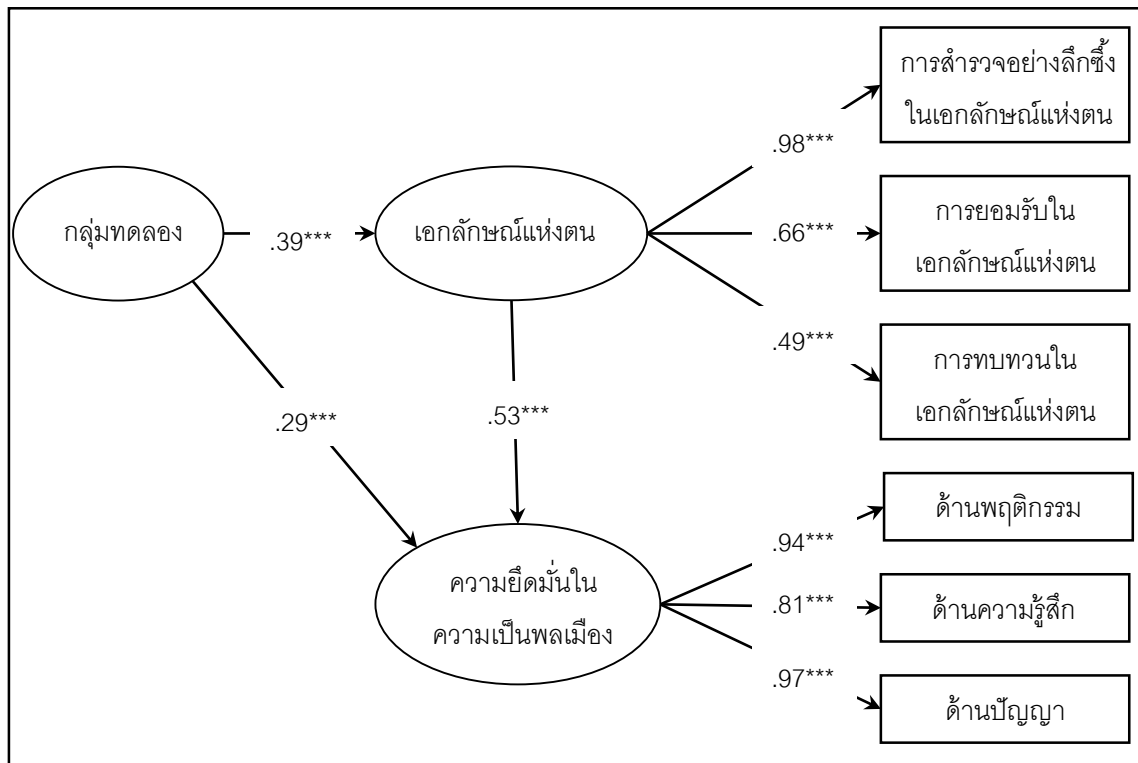 การสำรวจอย่างลึกซึ้ง
ในเอกลักษณ์แห่งตน
.98***
กลุ่มทดลอง
.39***
เอกลักษณ์แห่งตน
.66***
การยอมรับใน
เอกลักษณ์แห่งตน
.49***
การทบทวนใน
เอกลักษณ์แห่งตน
.29***
.53***
ความยึดมั่นใน
ความเป็นพลเมือง
.94***
ด้านพฤติกรรม
.81***
ด้านความรู้สึก
.97***
ด้านปัญญา